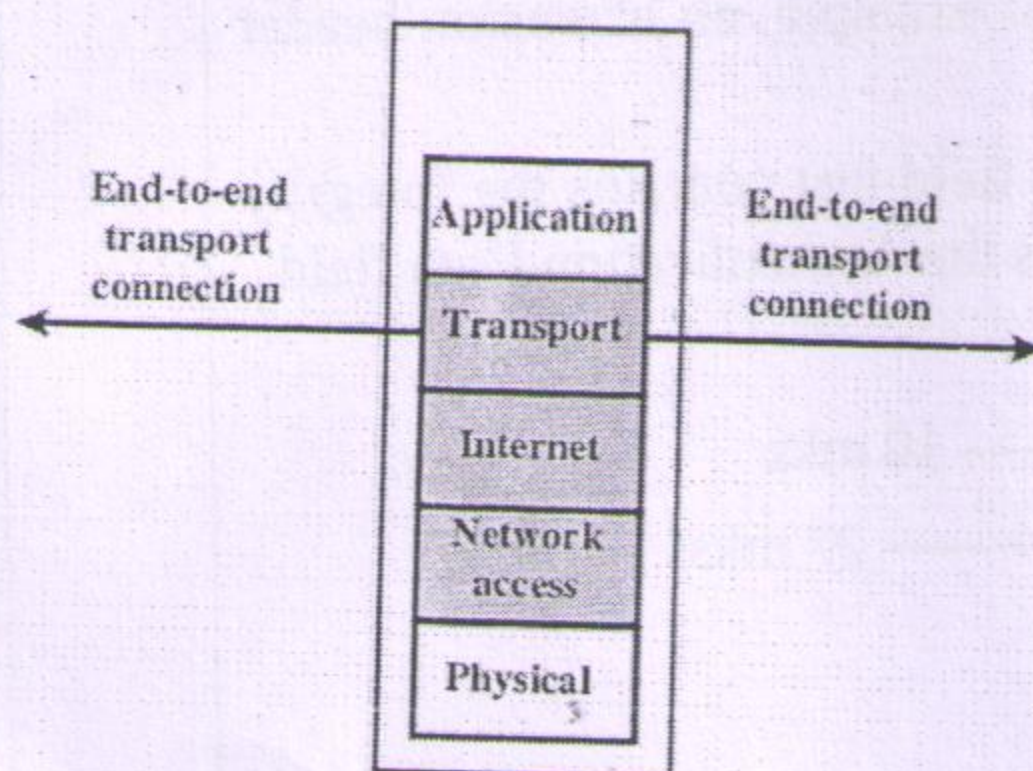 End-to-end
transport
connection
Application
Transport
Internet
Network
access
Physical
End-to-end
transport
connection